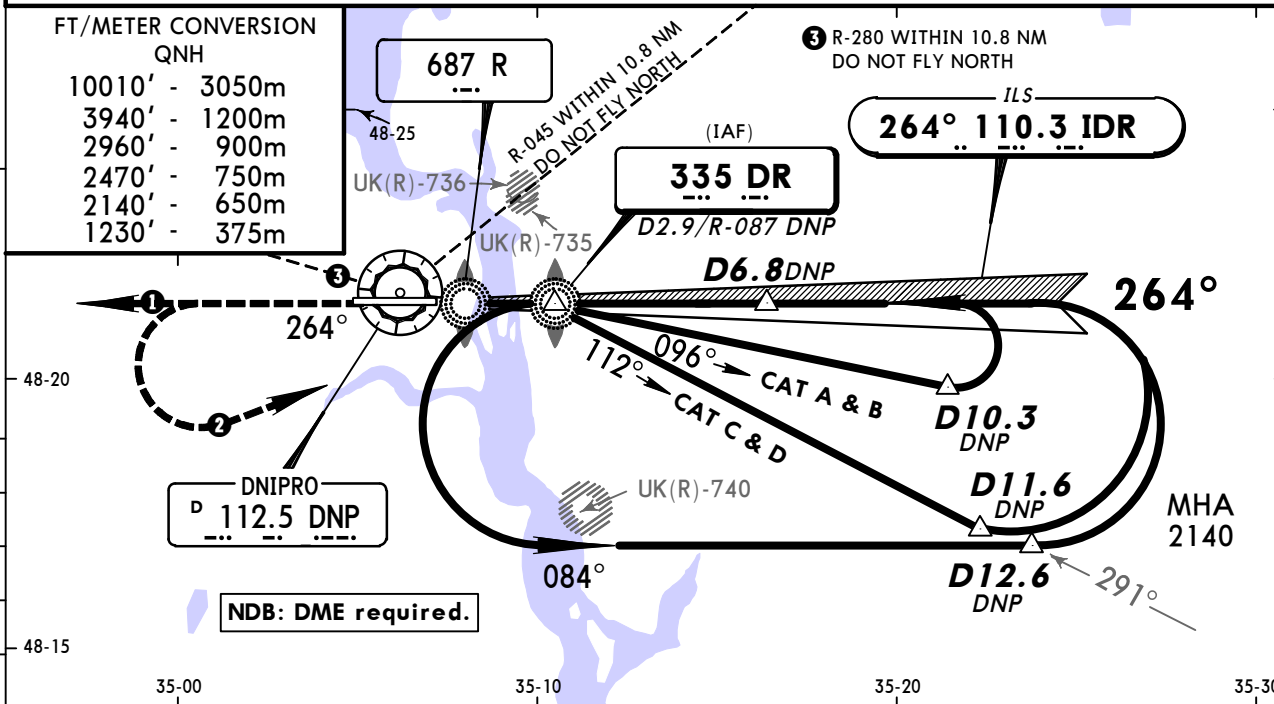 FT/METER CONVERSION
QNH
10010' - 3050m
3940' - 1200m
2960' - 900m
2470' - 750m
2140' - 650m
1230' - 375m
687 R
48-25
R-045 WITHIN 10.8 NM
DO NOT FLY NORTH
3 R-280 WITHIN 10.8 NM
DO NOT FLY NORTH
ILS
264° 110.3 IDR
(IAF)
335 DR
D2.9/R-087 DNP
UK(R)-736
UK(R)-735
D6.8 DNP
264°
3
1
264°
096°
CAT A & B
112°
CAT C & D
48-20
2
D10.3
DNP
D11.6
DNP
MHA
2140
DNIPRO
D 112.5 DNP
UK(R)-740
084°
D12.6
DNP
291°
NDB: DME required.
48-15
35-00
35-10
35-20
35-30